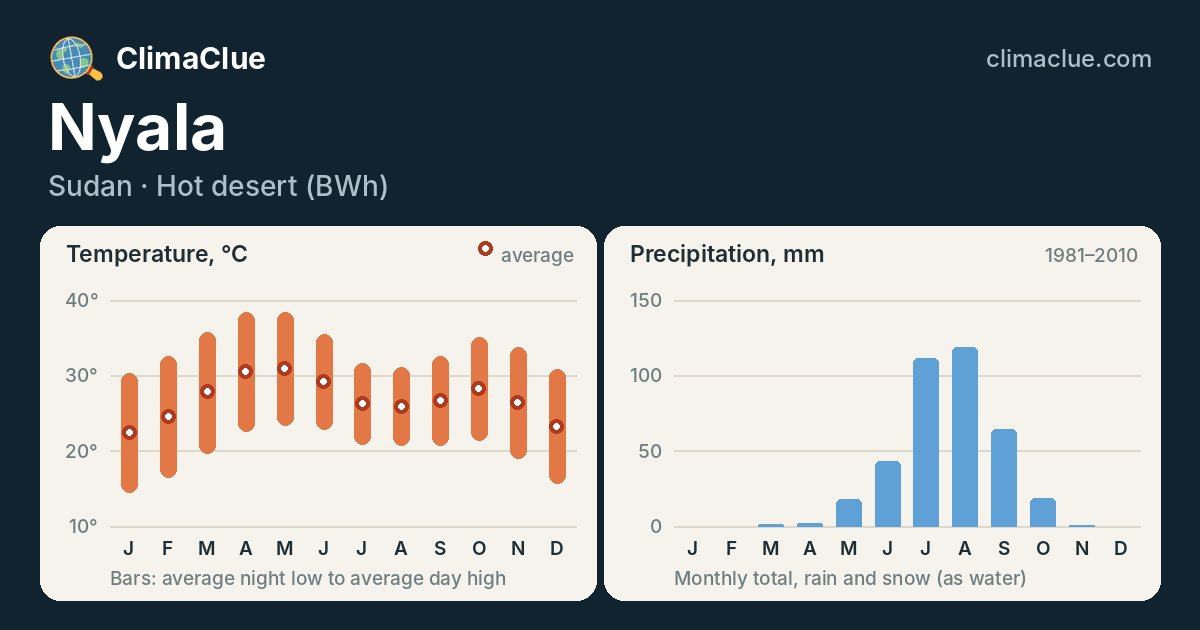 ClimaClue
climaclue.com
Nyala
Sudan · Hot desert (BWh)
Temperature, °C
average
40°
30°
20°
10°
J F M A M J J A S O N D
Bars: average night low to average day high
Precipitation, mm
1981–2010
150
100
50
0
J F M A M J J A S O N D
Monthly total, rain and snow (as water)